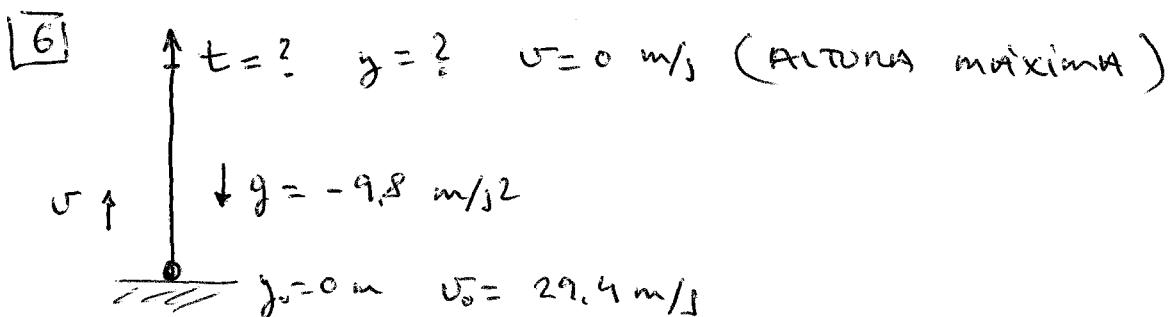 6 t = ? y = ? v = 0 m/s (ALTURA MÁXIMA)
v ↑ ↓ g = -9,8 m/s2
y₀ = 0 m v₀ = 29,4 m/s